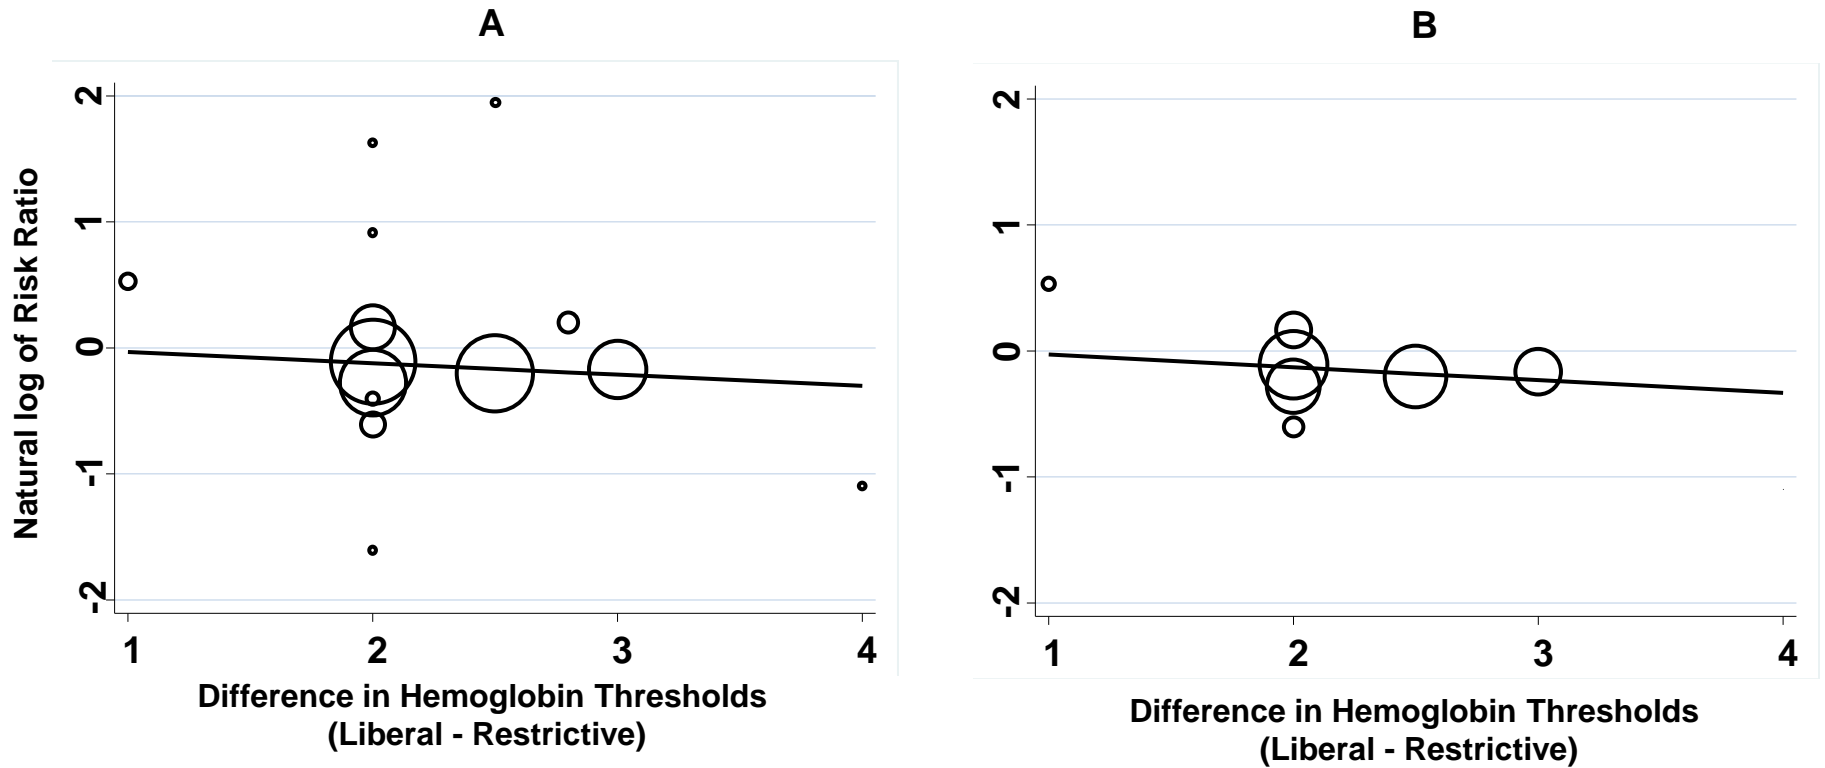 A
B
Natural log of Risk Ratio
2
1
0
-1
-2
1 2 3 4
Difference in Hemoglobin Thresholds
(Liberal - Restrictive)
2
1
0
-1
-2
1 2 3 4
Difference in Hemoglobin Thresholds
(Liberal - Restrictive)